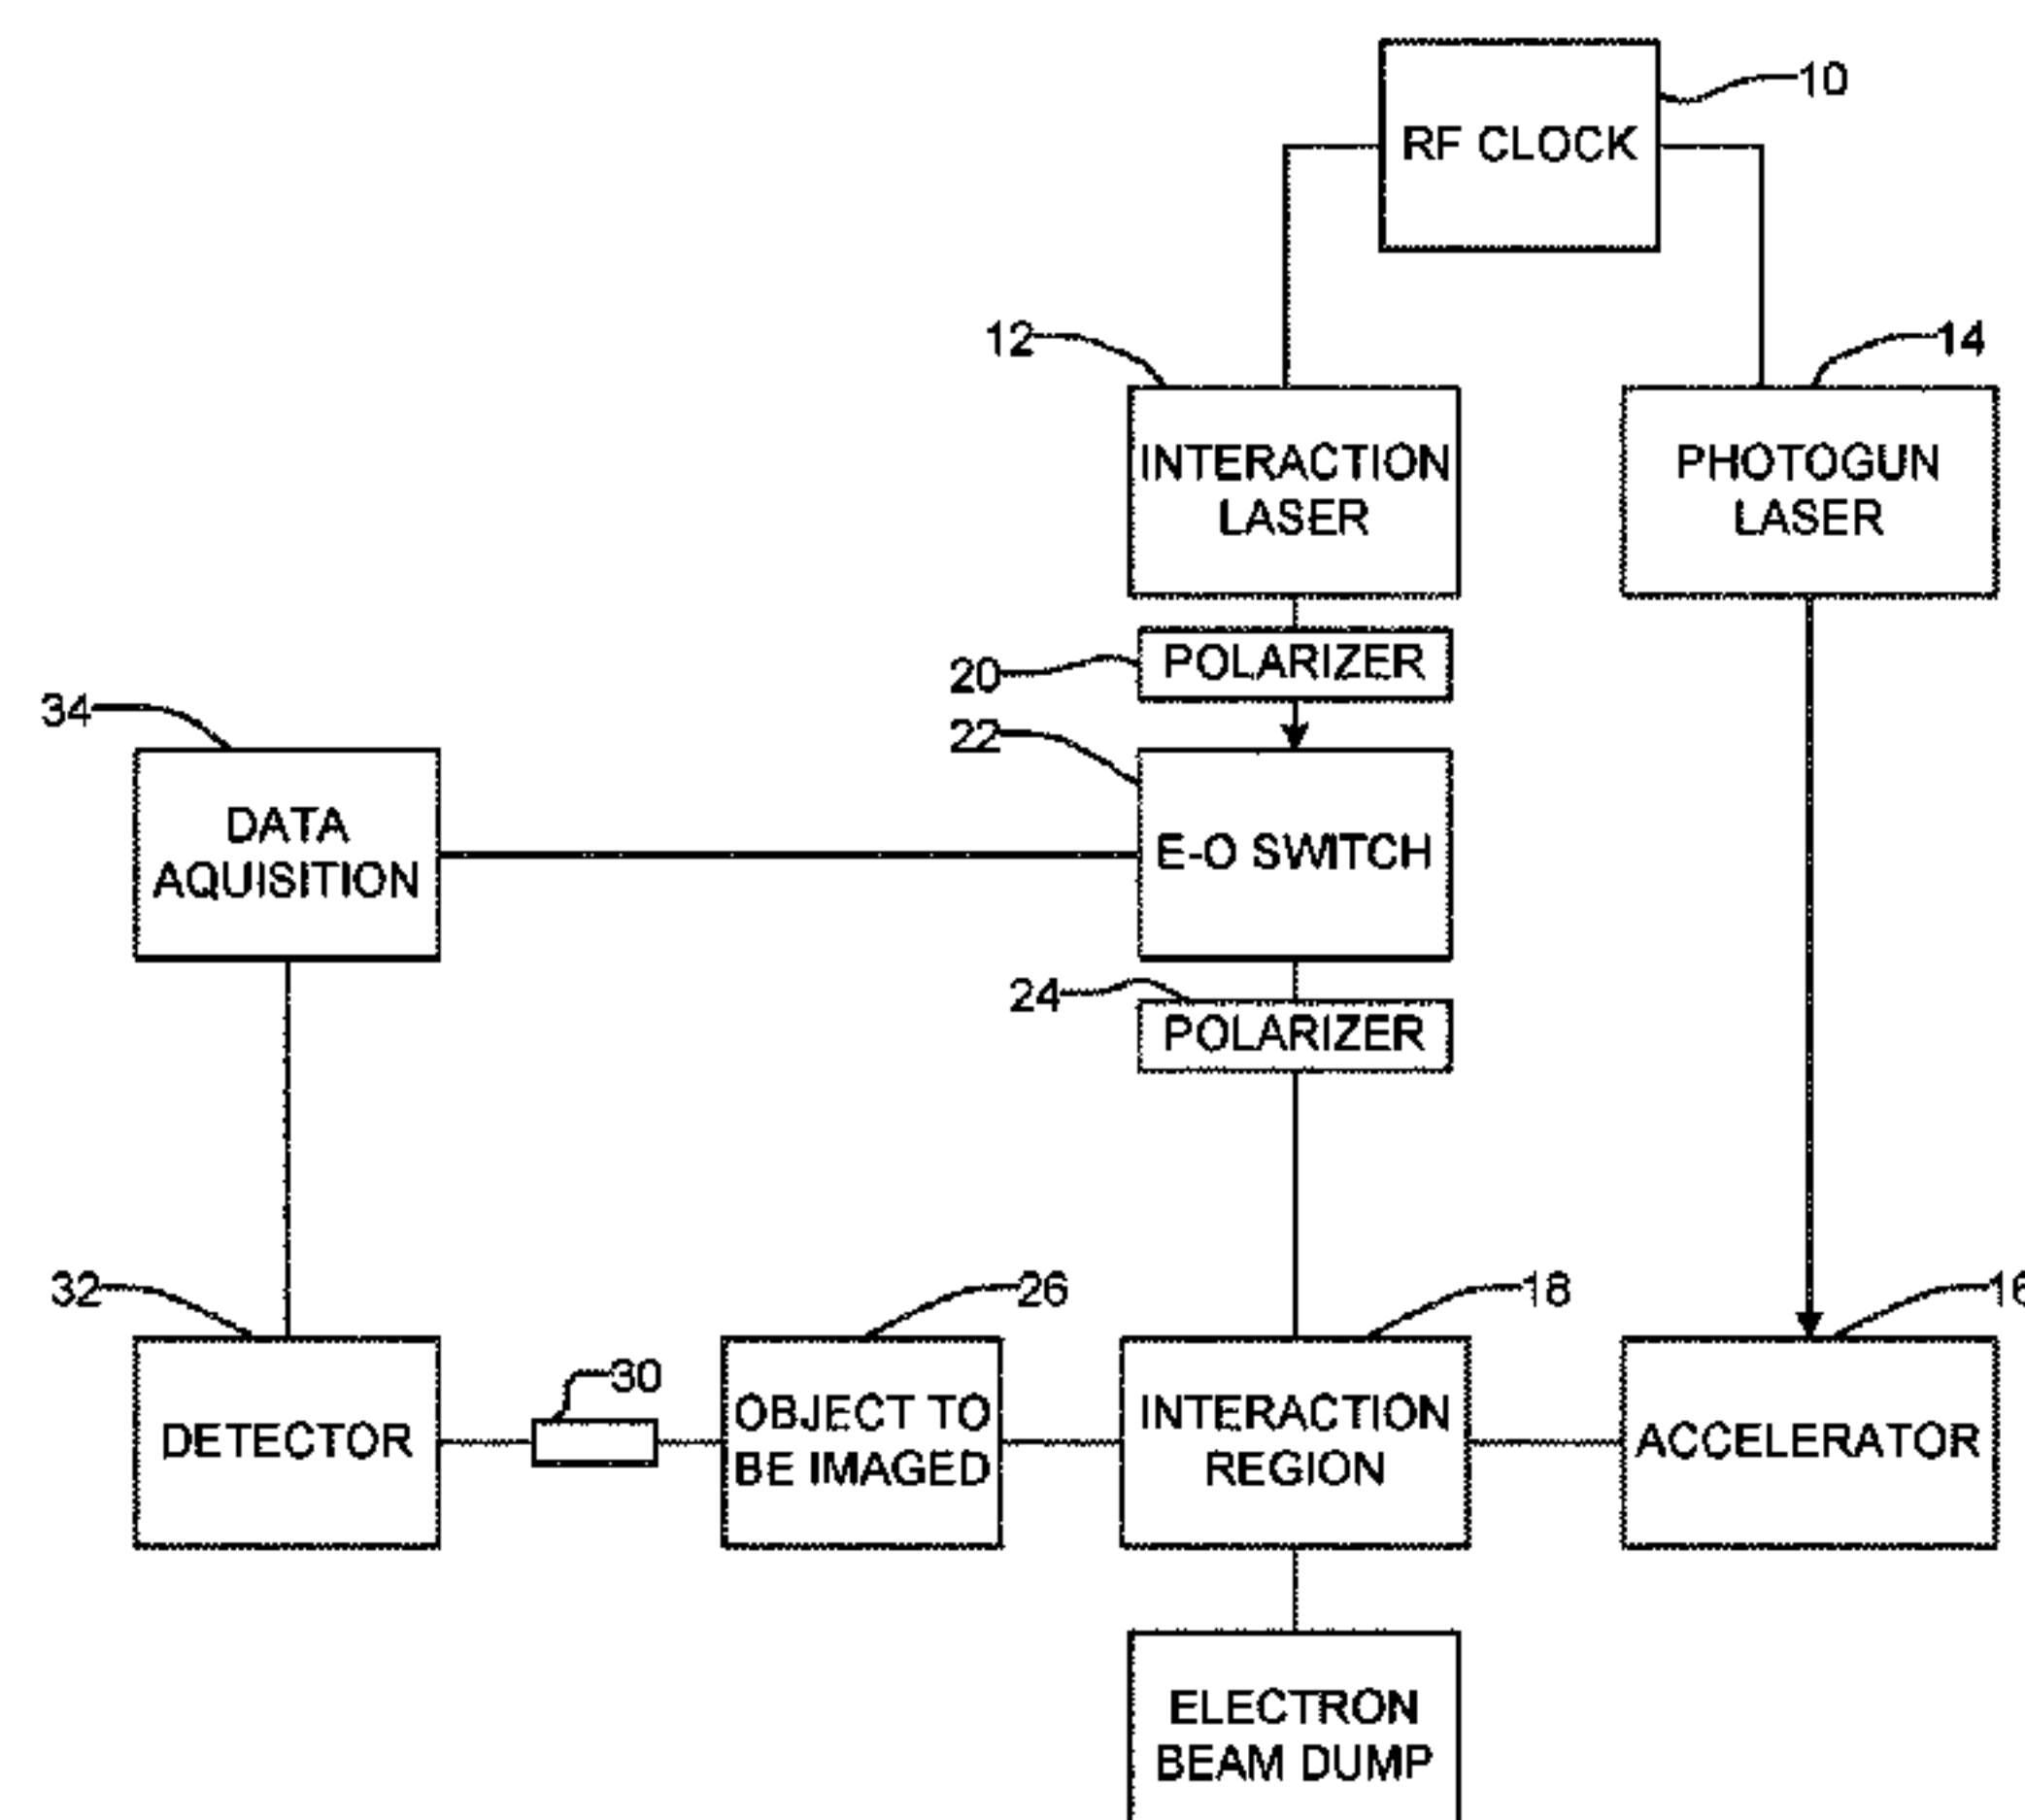 10
RF CLOCK
12
14
INTERACTION
LASER
PHOTOGUN
LASER
20
POLARIZER
34
22
DATA
AQUISITION
E-O SWITCH
24
POLARIZER
32
26
18
16
30
DETECTOR
OBJECT TO
BE IMAGED
INTERACTION
REGION
ACCELERATOR
ELECTRON
BEAM DUMP